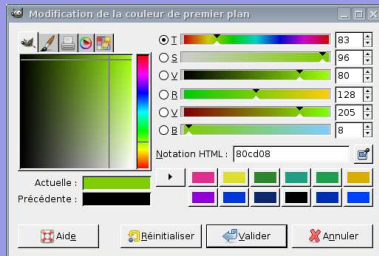 Modification de la couleur de premier plan
T 83
S 96
V 80
R 128
V 205
B 8
Notation HTML : 80cd08
Actuelle :
Précédente :
Aide Réinitialiser Valider Annuler